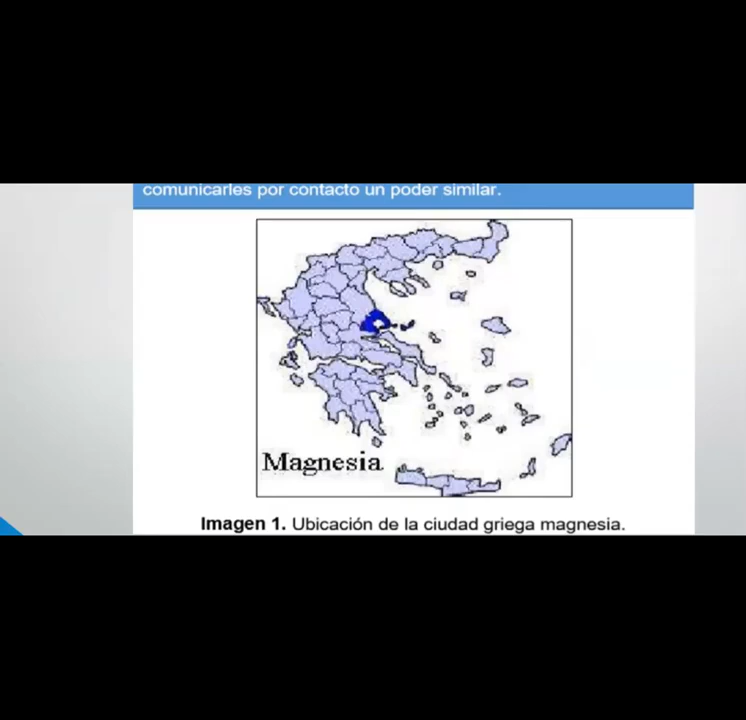 comunicarles por contacto un poder similar.
Magnesia
Imagen 1. Ubicación de la ciudad griega magnesia.